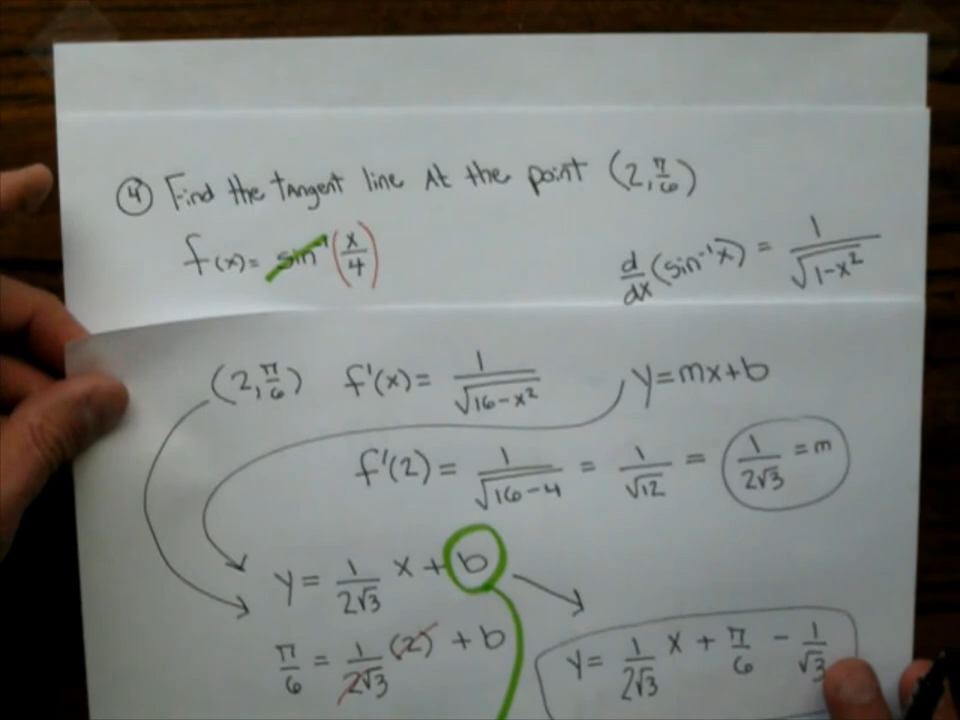 ④ Find the tangent line At the point (2, π/6)
f(x) = sin⁻¹(x/4)
d/dx (sin⁻¹x) = 1/√(1-x²)
(2, π/6) f'(x) = 1/√(16-x²) y=mx+b
f'(2) = 1/√(16-4) = 1/√12 = 1/(2√3) = m
y = 1/(2√3) x + b
π/6 = 1/(2√3) (2) + b
y = 1/(2√3) x + π/6 - 1/√3